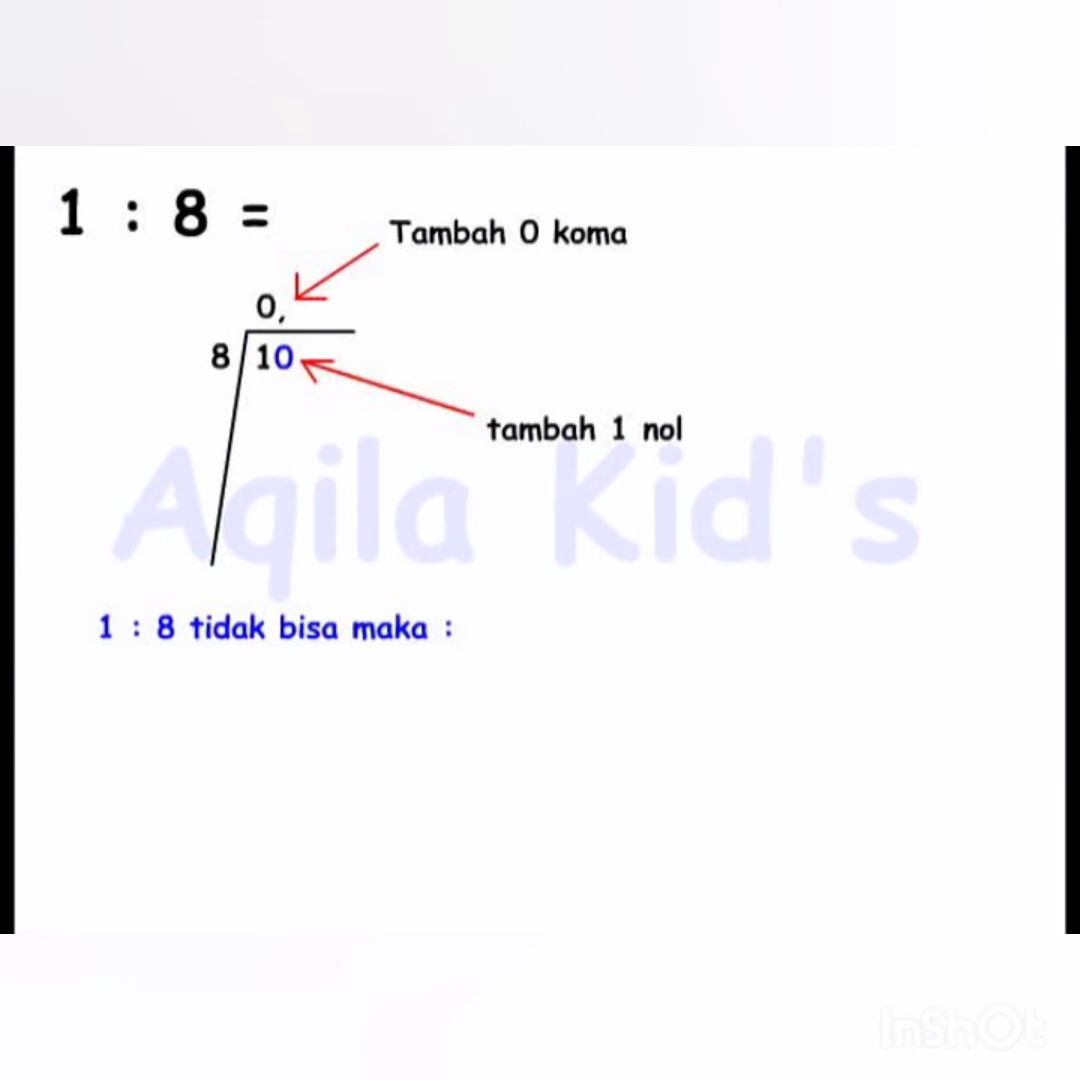 1 : 8 =
Tambah 0 koma
0,
8 10
tambah 1 nol
Aqila Kid's
1 : 8 tidak bisa maka :
InShOt